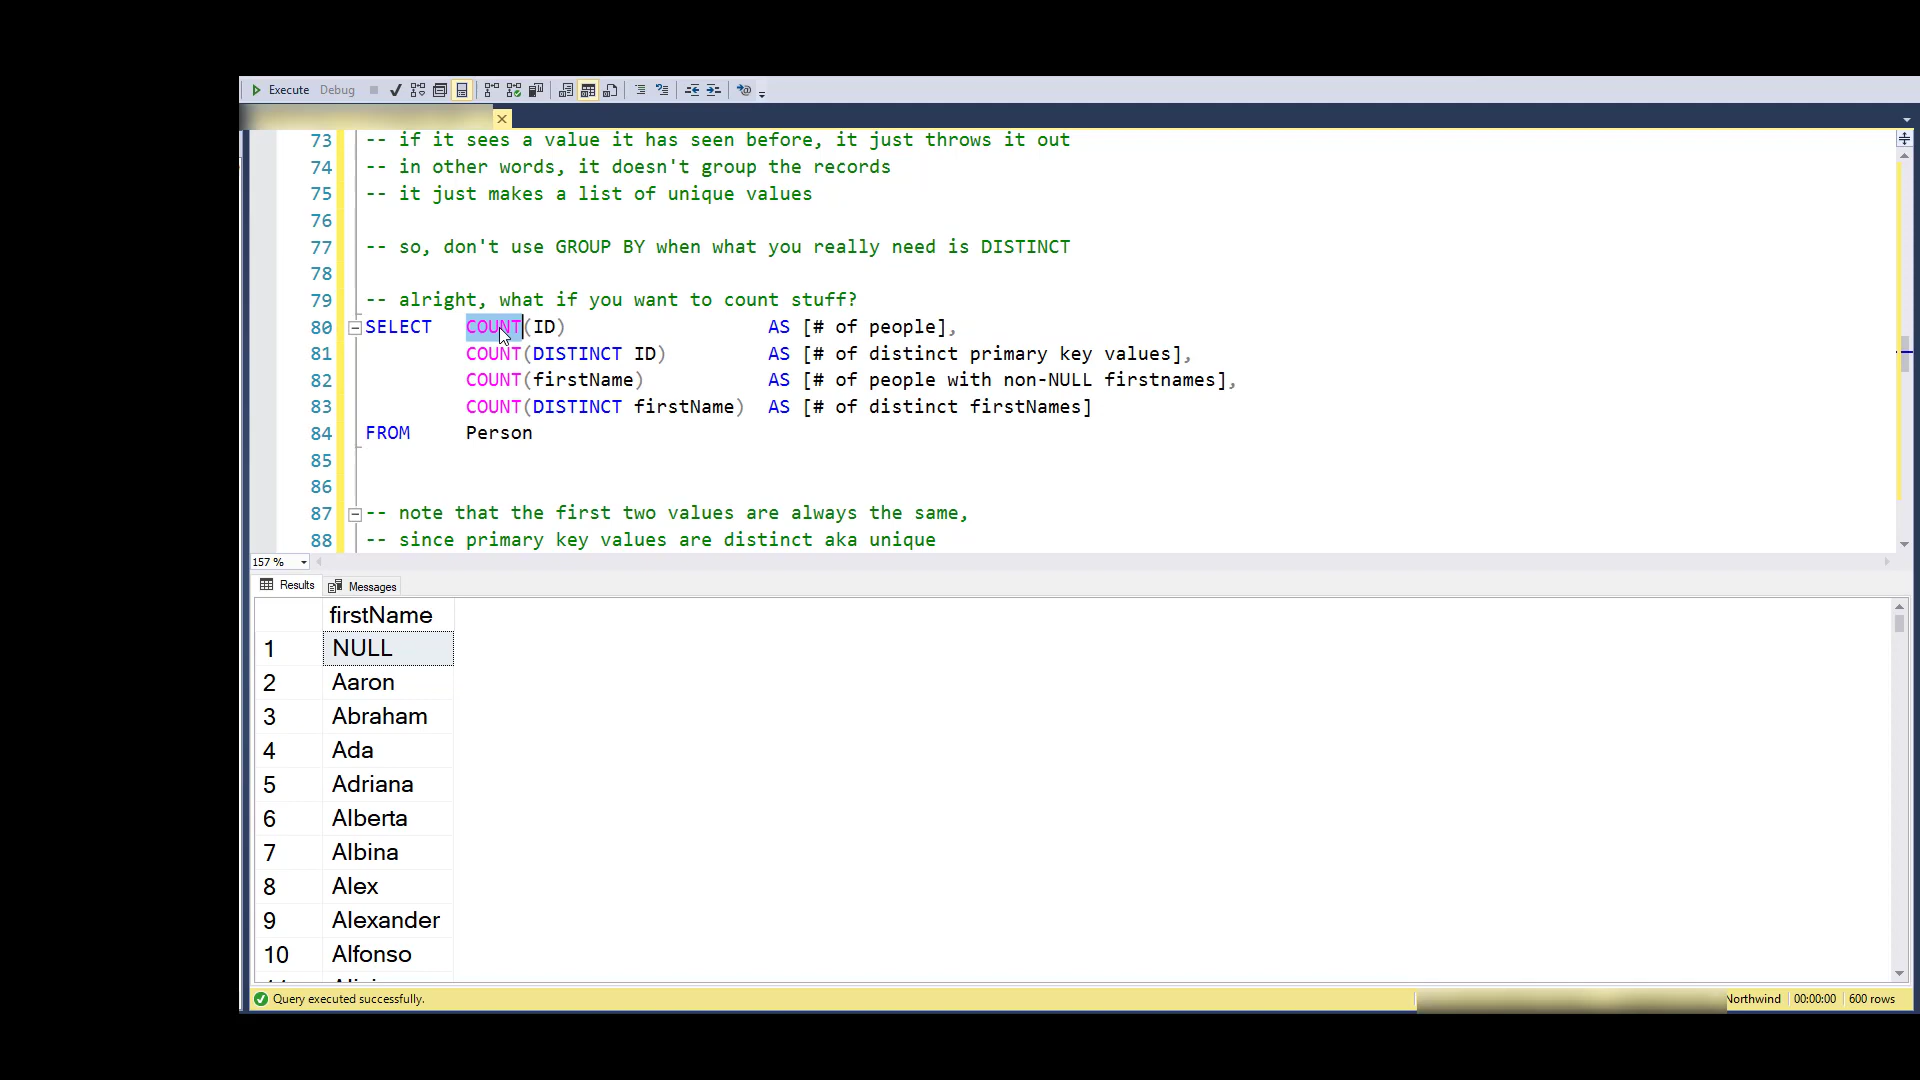 Execute Debug
73 -- if it sees a value it has seen before, it just throws it out
74 -- in other words, it doesn't group the records
75 -- it just makes a list of unique values
76
77 -- so, don't use GROUP BY when what you really need is DISTINCT
78
79 -- alright, what if you want to count stuff?
80 SELECT COUNT(ID) AS [# of people],
81 COUNT(DISTINCT ID) AS [# of distinct primary key values],
82 COUNT(firstName) AS [# of people with non-NULL firstnames],
83 COUNT(DISTINCT firstName) AS [# of distinct firstNames]
84 FROM Person
85
86
87 -- note that the first two values are always the same,
88 -- since primary key values are distinct aka unique
157 %
Results Messages
firstName
1 NULL
2 Aaron
3 Abraham
4 Ada
5 Adriana
6 Alberta
7 Albina
8 Alex
9 Alexander
10 Alfonso
Query executed successfully. Northwind 00:00:00 600 rows